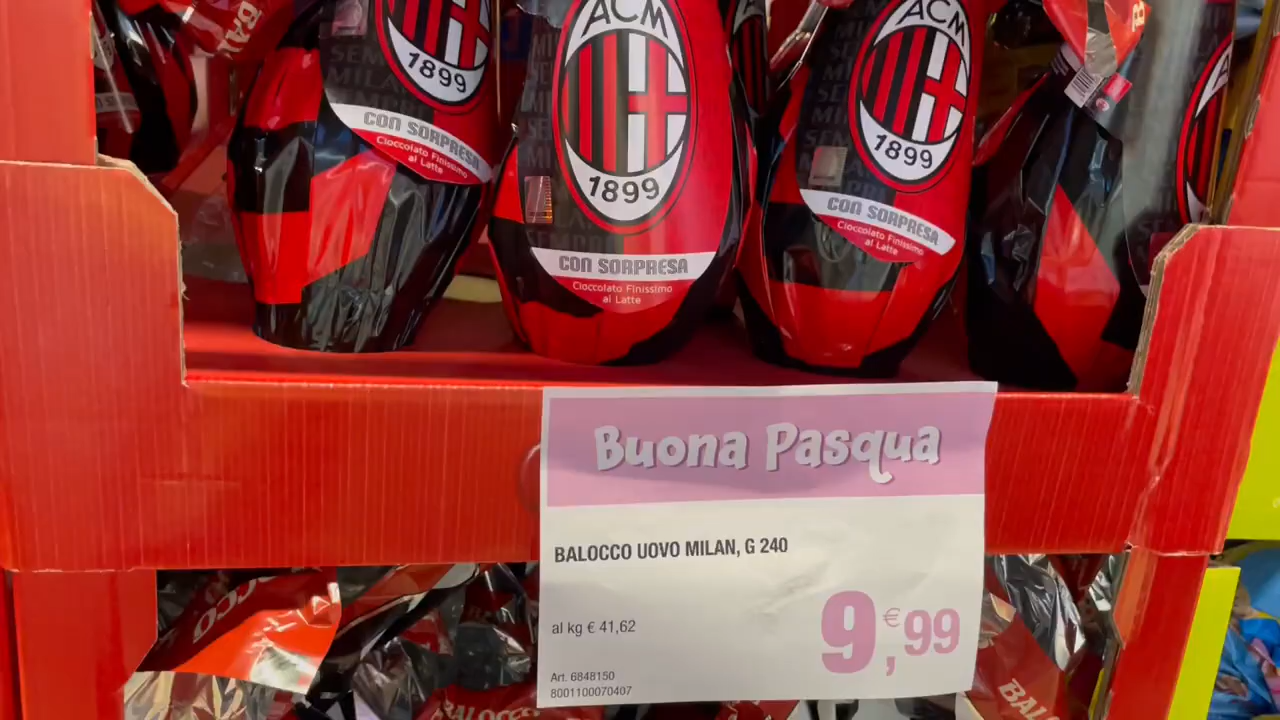 BAL
ACM
1899
CON SORPRESA
Cioccolato Finissimo
al Latte
ACM
1899
CON SORPRESA
Cioccolato Finissimo
al Latte
ACM
1899
CON SORPRESA
Cioccolato Finissimo
al Latte
Buona Pasqua
BALOCCO UOVO MILAN, G 240
al kg € 41,62
9,€99
Art. 6848150
8001100070407
BALOCCO